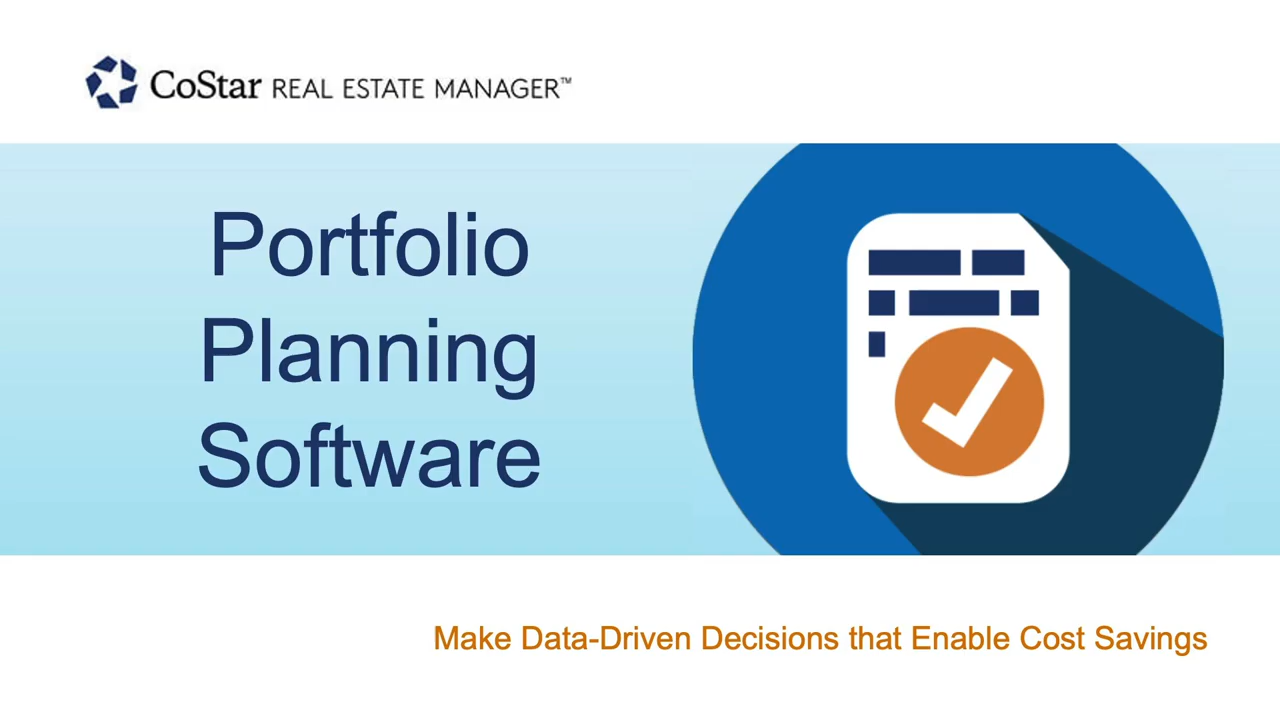 CoStar REAL ESTATE MANAGER™
Portfolio
Planning
Software
Make Data-Driven Decisions that Enable Cost Savings